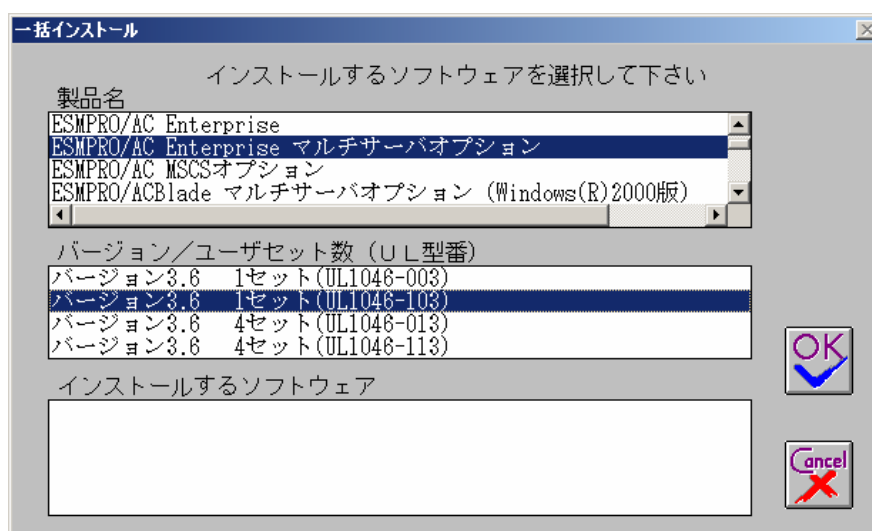 一括インストール
インストールするソフトウェアを選択して下さい
製品名
ESMPRO/AC Enterprise
ESMPRO/AC Enterprise マルチサーバオプション
ESMPRO/AC MSCSオプション
ESMPRO/ACBlade マルチサーバオプション (Windows(R)2000版)
バージョン／ユーザセット数（ＵＬ型番）
バージョン3.6 1セット(UL1046-003)
バージョン3.6 1セット(UL1046-103)
バージョン3.6 4セット(UL1046-013)
バージョン3.6 4セット(UL1046-113)
OK
インストールするソフトウェア
Cancel